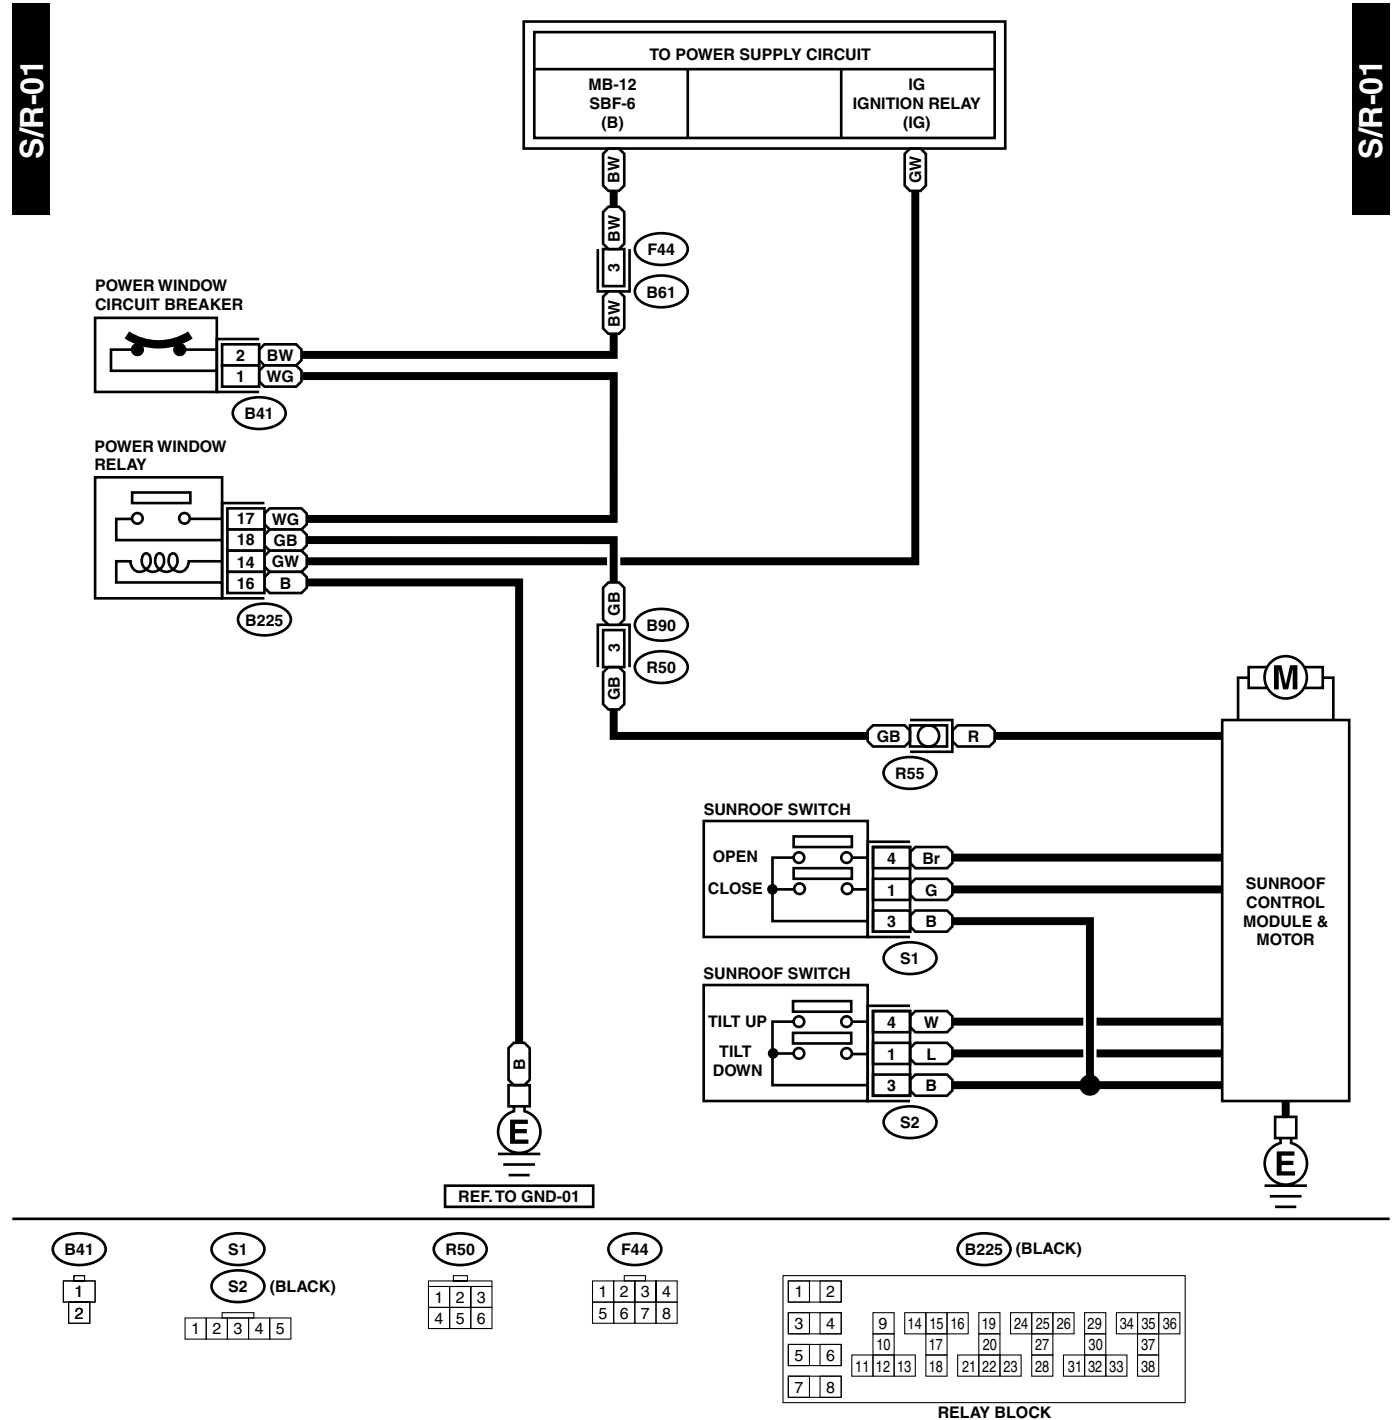 S/R-01
S/R-01
TO POWER SUPPLY CIRCUIT
MB-12
SBF-6
(B)
IG
IGNITION RELAY
(IG)
BW
GW
BW
F44
3
B61
BW
POWER WINDOW
CIRCUIT BREAKER
2 BW
1 WG
B41
POWER WINDOW
RELAY
17 WG
18 GB
14 GW
16 B
B225
GB
B90
3
R50
GB
M
GB R
R55
SUNROOF SWITCH
OPEN 4 Br
CLOSE 1 G
3 B
S1
SUNROOF
CONTROL
MODULE &
MOTOR
SUNROOF SWITCH
TILT UP 4 W
TILT
DOWN
1 L
3 B
S2
B
E
REF. TO GND-01
E
B41
1
2
S1
S2 (BLACK)
1 2 3 4 5
R50
1 2 3
4 5 6
F44
1 2 3 4
5 6 7 8
B225 (BLACK)
1 2
3 4 9 14 15 16 19 24 25 26 29 34 35 36
10 17 20 27 30 37
5 6 11 12 13 18 21 22 23 28 31 32 33 38
7 8
RELAY BLOCK